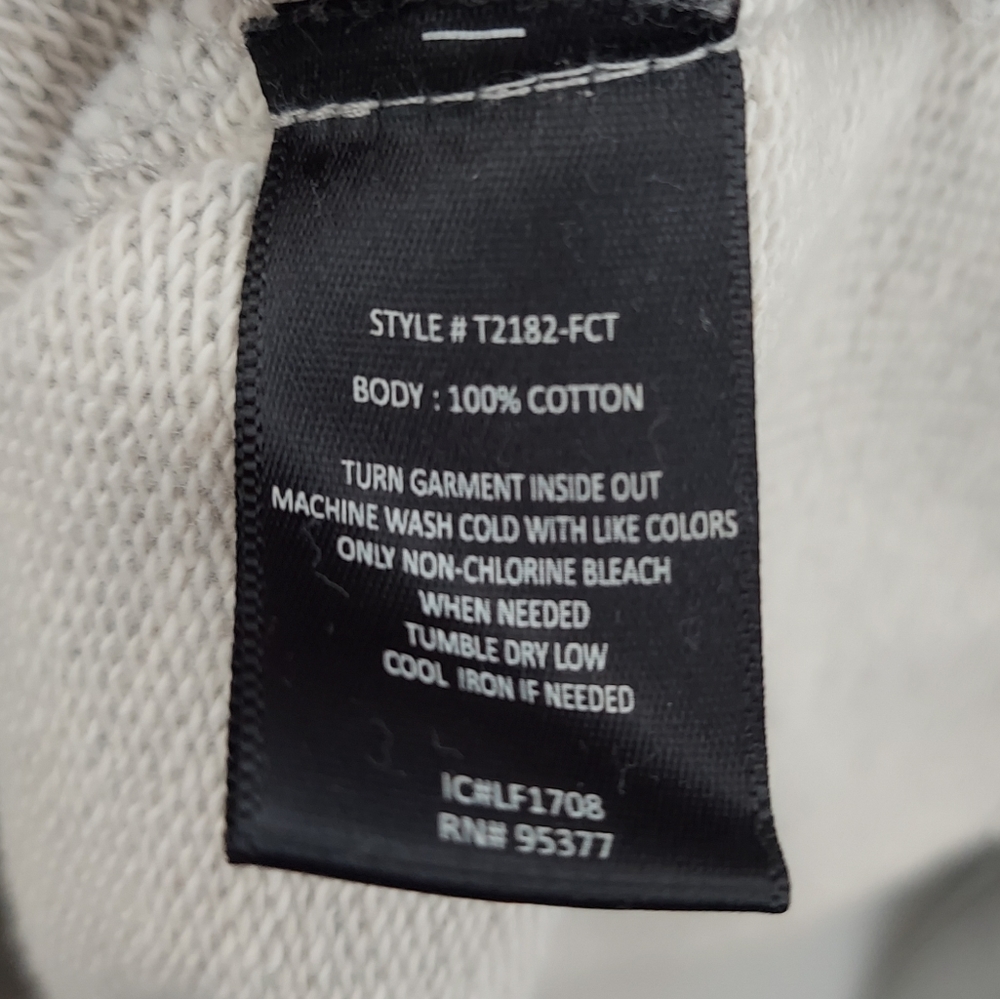 STYLE # T2182-FCT
BODY : 100% COTTON
TURN GARMENT INSIDE OUT
MACHINE WASH COLD WITH LIKE COLORS
ONLY NON-CHLORINE BLEACH
WHEN NEEDED
TUMBLE DRY LOW
COOL IRON IF NEEDED
IC#LF1708
RN# 95377